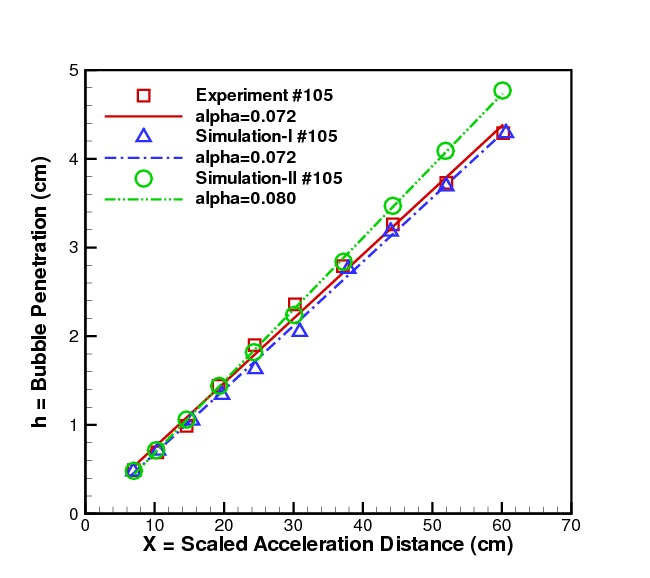 5
4
3
2
1
0
h = Bubble Penetration (cm)
Experiment #105
alpha=0.072
Simulation-I #105
alpha=0.072
Simulation-II #105
alpha=0.080
0 10 20 30 40 50 60 70
X = Scaled Acceleration Distance (cm)